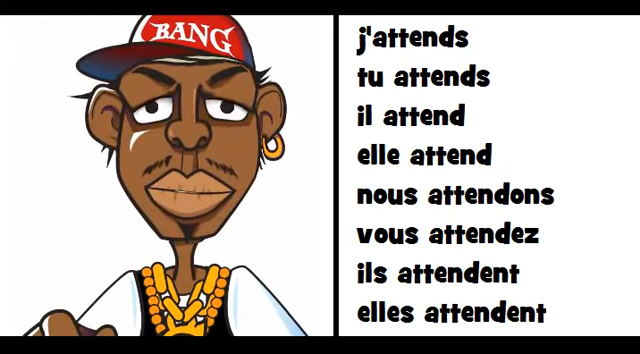 BANG
j'attends
tu attends
il attend
elle attend
nous attendons
vous attendez
ils attendent
elles attendent